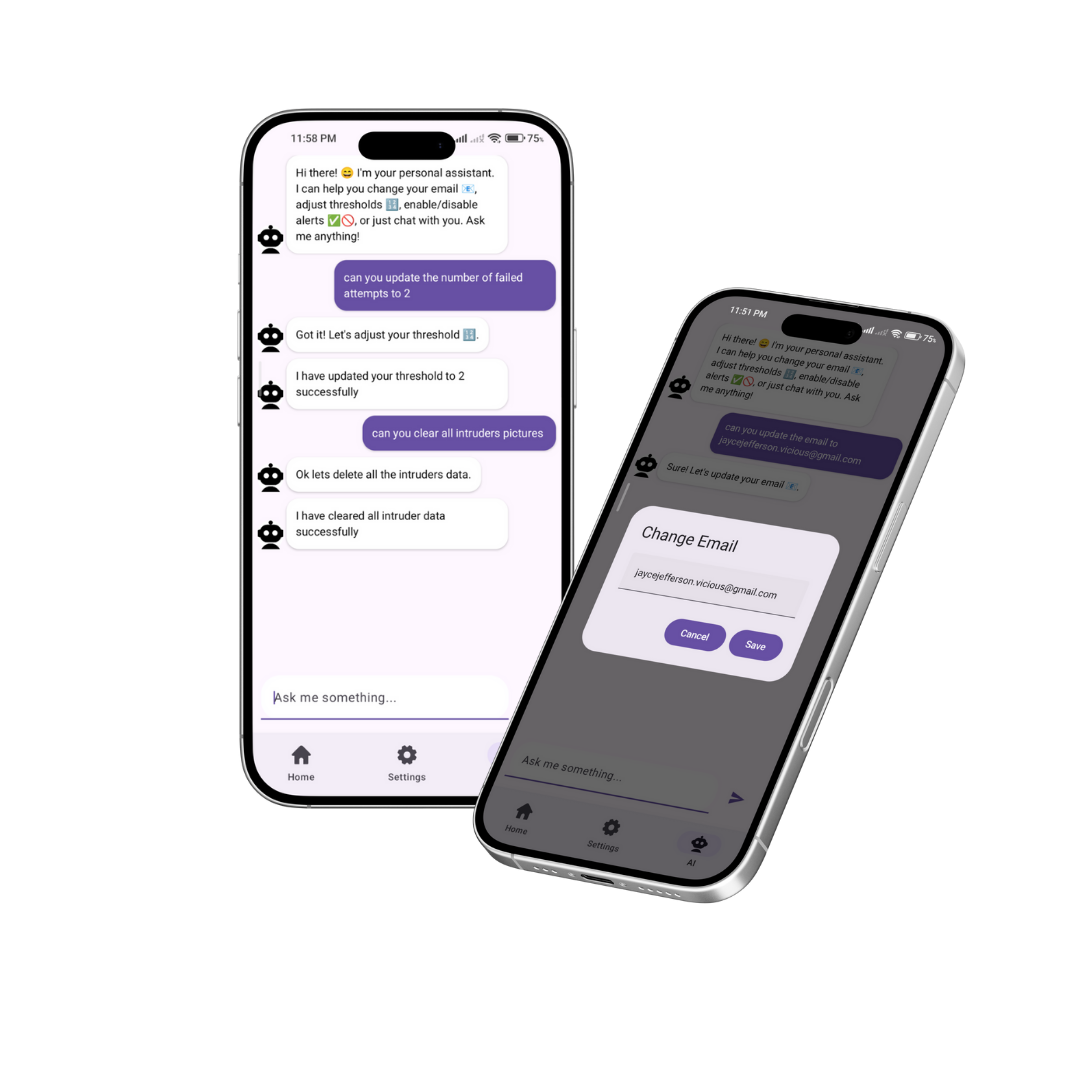 11:58 PM
75%
Hi there! 😄 I'm your personal assistant.
I can help you change your email 📧,
adjust thresholds 🔢, enable/disable
alerts ✅🚫, or just chat with you. Ask
me anything!
can you update the number of failed
attempts to 2
Got it! Let's adjust your threshold 🔢.
I have updated your threshold to 2
successfully
can you clear all intruders pictures
Ok lets delete all the intruders data.
I have cleared all intruder data
successfully
Ask me something...
Home
Settings
11:51 PM
75%
Hi there! 😄 I'm your personal assistant.
I can help you change your email 📧,
adjust thresholds 🔢, enable/disable
alerts ✅🚫, or just chat with you. Ask
me anything!
can you update the email to
jaycejefferson.vicious@gmail.com
Sure! Let's update your email 📧.
Change Email
jaycejefferson.vicious@gmail.com
Cancel
Save
Ask me something...
Home
Settings
AI